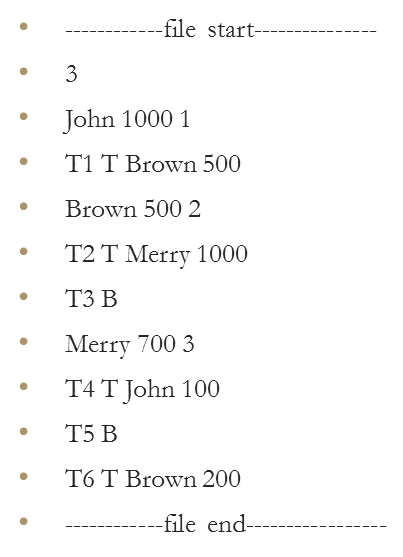 ------------file start---------------
3
John 1000 1
T1 T Brown 500
Brown 500 2
T2 T Merry 1000
T3 B
Merry 700 3
T4 T John 100
T5 B
T6 T Brown 200
------------file end-----------------